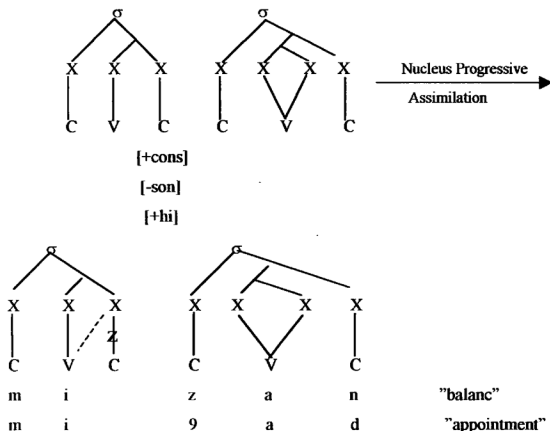 σ σ
X X X X X X X
Nucleus Progressive
Assimilation
C V C C V C
[+cons]
[-son]
[+hi]
σ σ
X X X X X X X
z
C V C C V C
m i z a n "balanc"
m i 9 a d "appointment"